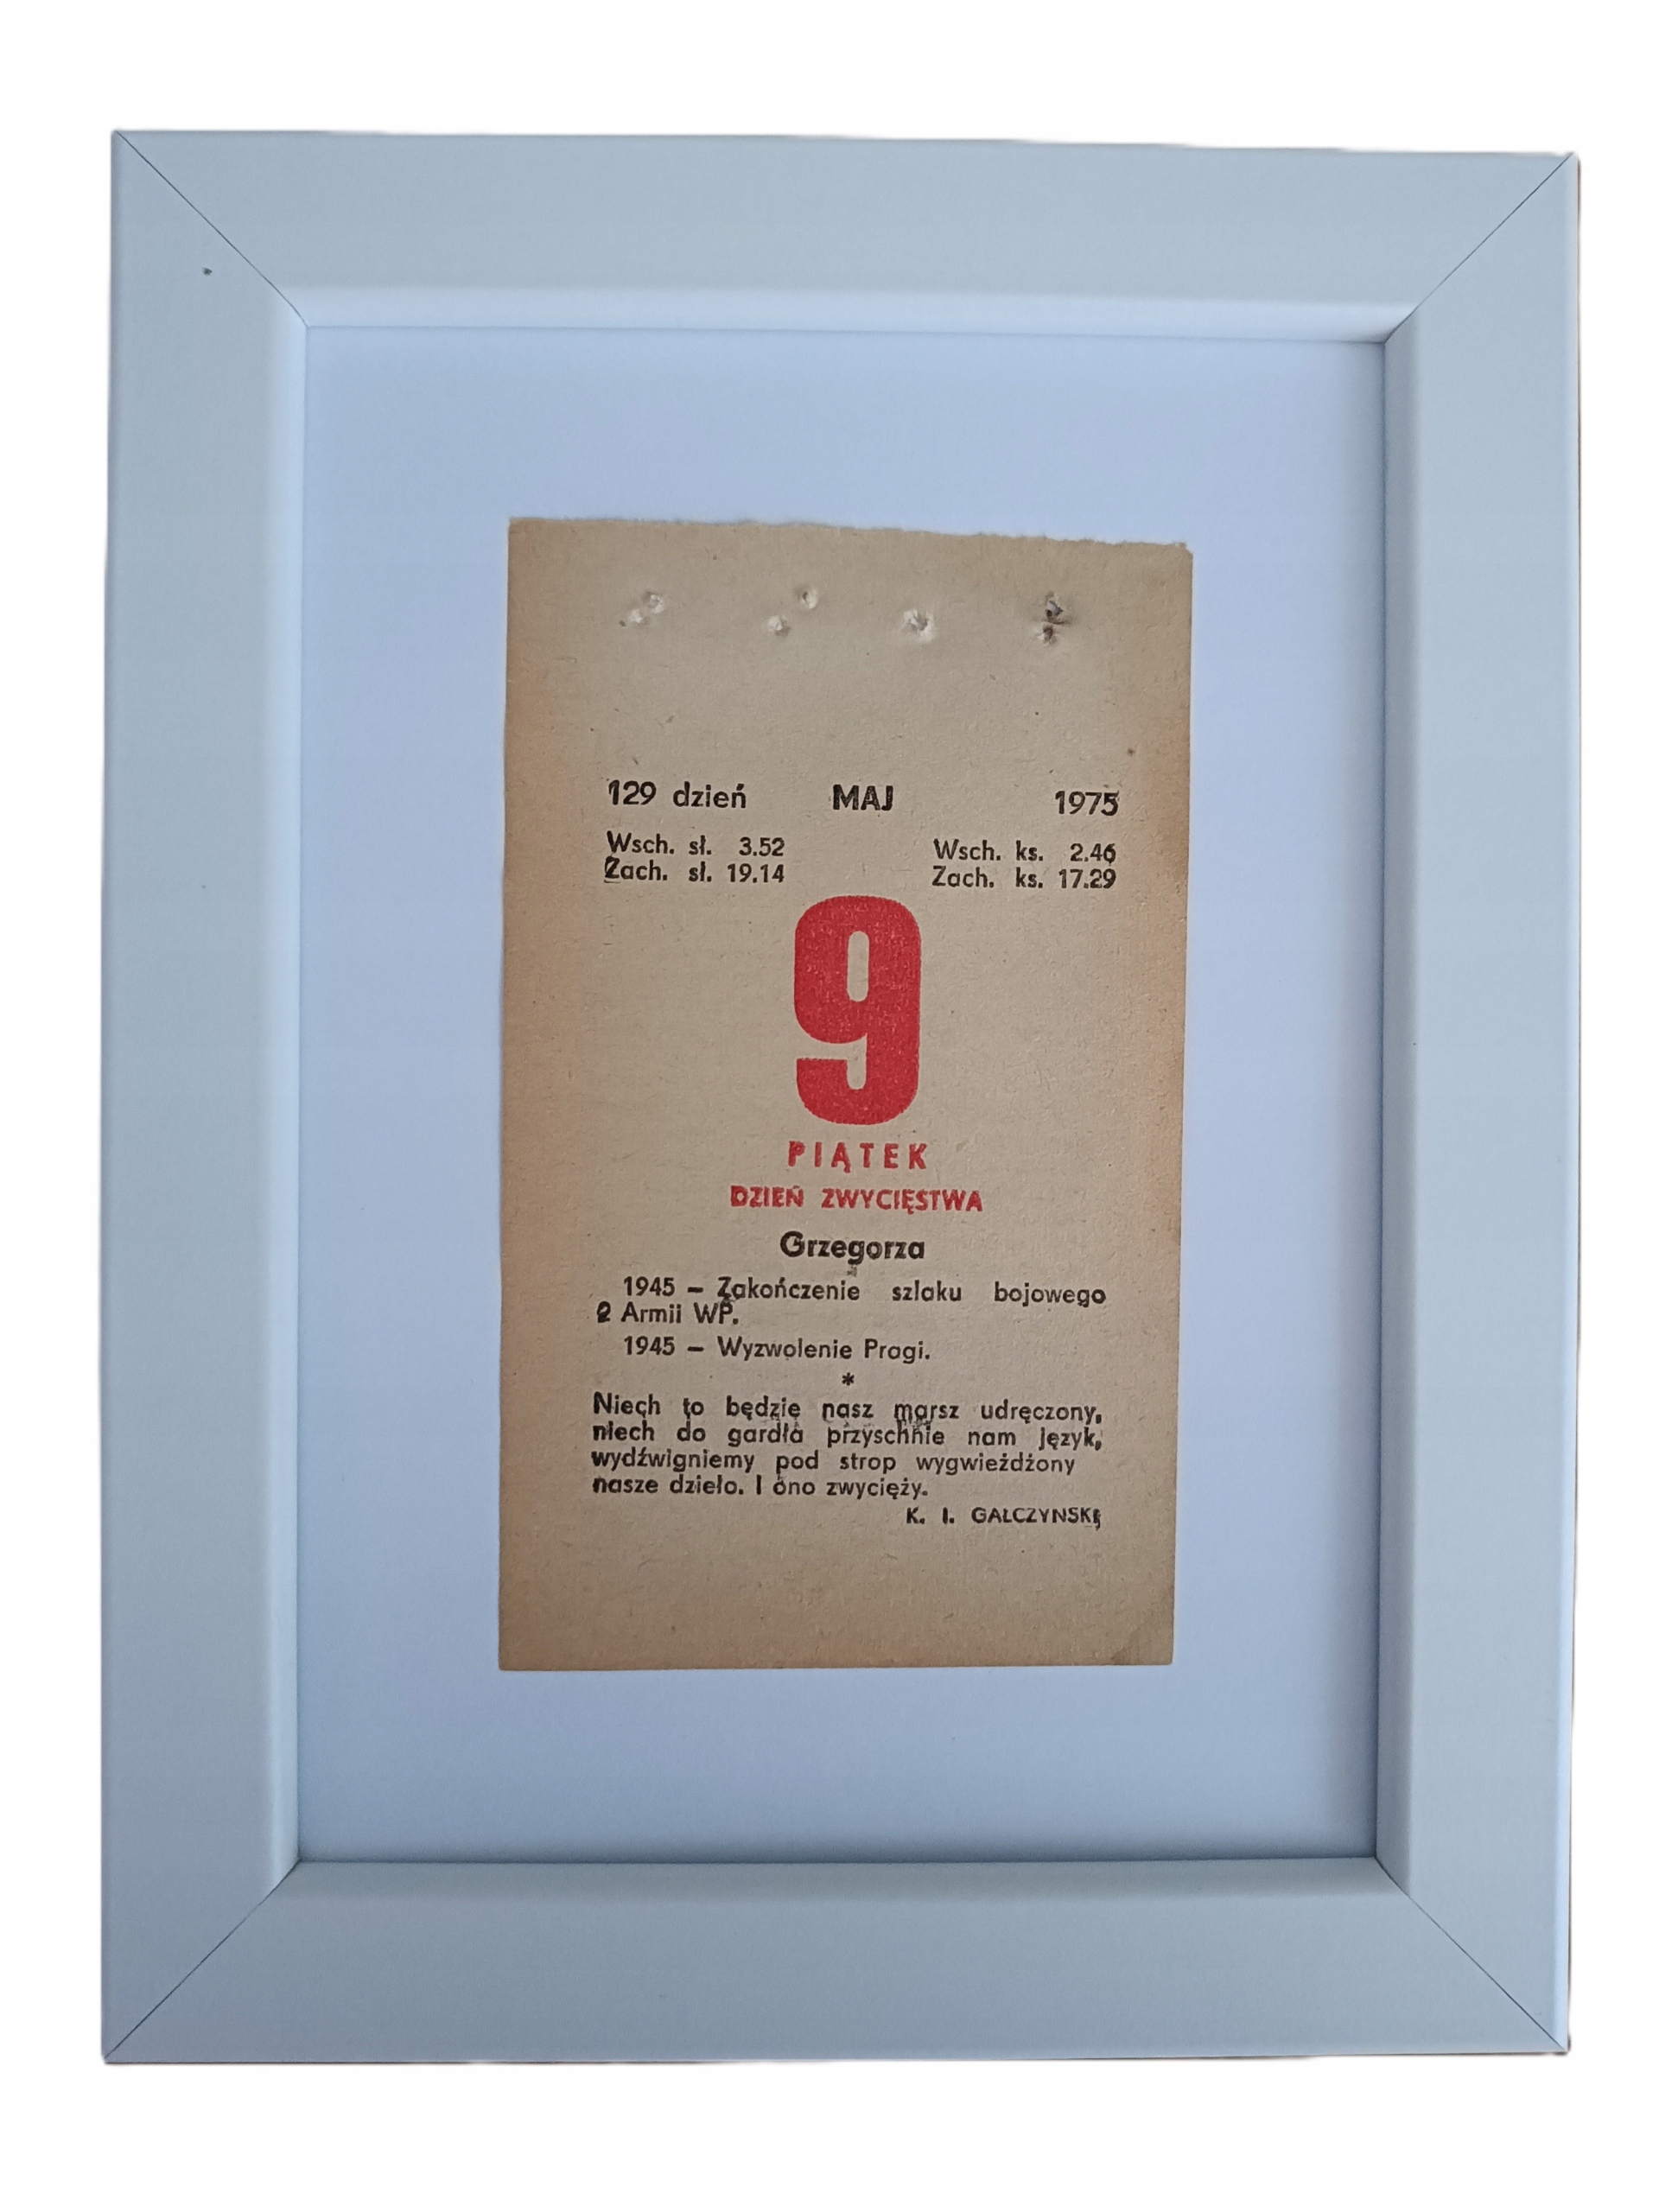 129 dzień MAJ 1975
Wsch. sł. 3.52 Wsch. ks. 2.46
Zach. sł. 19.14 Zach. ks. 17.29
9
PIĄTEK
DZIEŃ ZWYCIĘSTWA
Grzegorza
1945 – Zakończenie szlaku bojowego
2 Armii WP.
1945 – Wyzwolenie Pragi.
*
Niech to będzie nasz marsz udręczony,
niech do gardła przyschnie nam język,
wydźwigniemy pod strop wygwieżdżony
nasze dzieło. I ono zwycięży.
K. I. GAŁCZYŃSKI